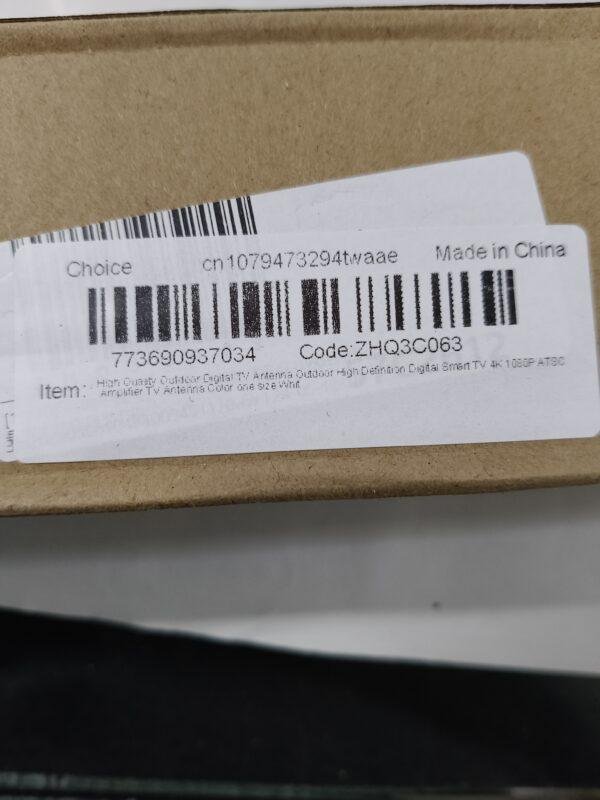 Choice cn1079473294twaae Made in China
773690937034 Code:ZHQ3C063
Item: High Quasty Outdoor Digital TV Antenna Outdoor High Definition Digital Smart TV 4K 1080P ATSC
Amplifier TV Antenna Color one size Whit